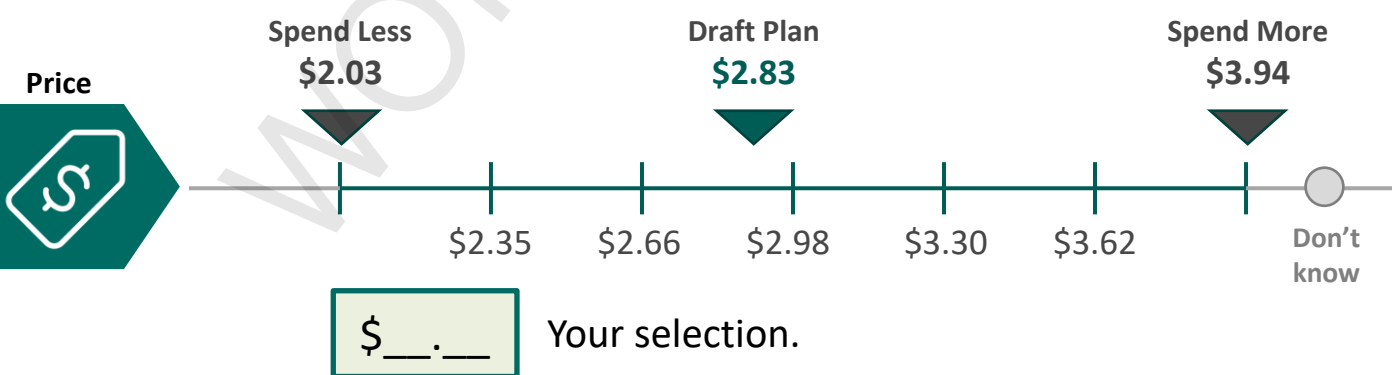 Spend Less
$2.03
Draft Plan
$2.83
Spend More
$3.94
Price
$
$2.35 $2.66 $2.98 $3.30 $3.62
Don’t
know
$__.__ Your selection.